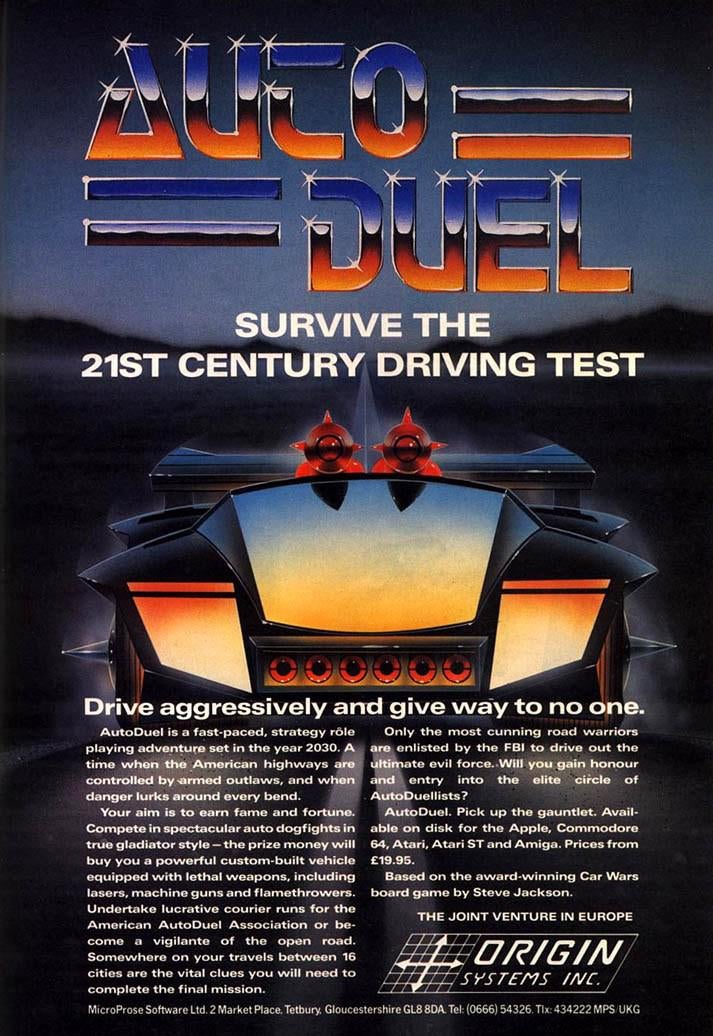 AUTO
DUEL
SURVIVE THE
21ST CENTURY DRIVING TEST
Drive aggressively and give way to no one.
AutoDuel is a fast-paced, strategy rôle
playing adventure set in the year 2030. A
time when the American highways are
controlled by armed outlaws, and when
danger lurks around every bend.
Your aim is to earn fame and fortune.
Compete in spectacular auto dogfights in
true gladiator style – the prize money will
buy you a powerful custom-built vehicle
equipped with lethal weapons, including
lasers, machine guns and flamethrowers.
Undertake lucrative courier runs for the
American AutoDuel Association or be-
come a vigilante of the open road.
Somewhere on your travels between 16
cities are the vital clues you will need to
complete the final mission.
Only the most cunning road warriors
are enlisted by the FBI to drive out the
ultimate evil force. Will you gain honour
and entry into the elite circle of
AutoDuellists?
AutoDuel. Pick up the gauntlet. Avail-
able on disk for the Apple, Commodore
64, Atari, Atari ST and Amiga. Prices from
£19.95.
Based on the award-winning Car Wars
board game by Steve Jackson.
THE JOINT VENTURE IN EUROPE
ORIGIN
SYSTEMS INC.
MicroProse Software Ltd. 2 Market Place, Tetbury, Gloucestershire GL8 8DA. Tel: (0666) 54326. Tlx: 434222 MPS/UKG